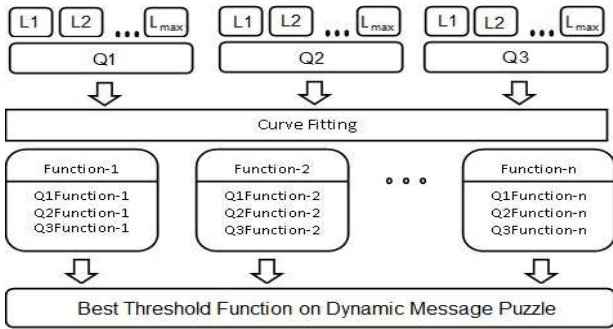 L1 L2 ... Lmax L1 L2 ... Lmax L1 L2 ... Lmax
Q1 Q2 Q3
Curve Fitting
Function-1 Function-2 Function-n
Q1Function-1 Q1Function-2 Q1Function-n
Q2Function-1 Q2Function-2 Q2Function-n
Q3Function-1 Q3Function-2 Q3Function-n
Best Threshold Function on Dynamic Message Puzzle